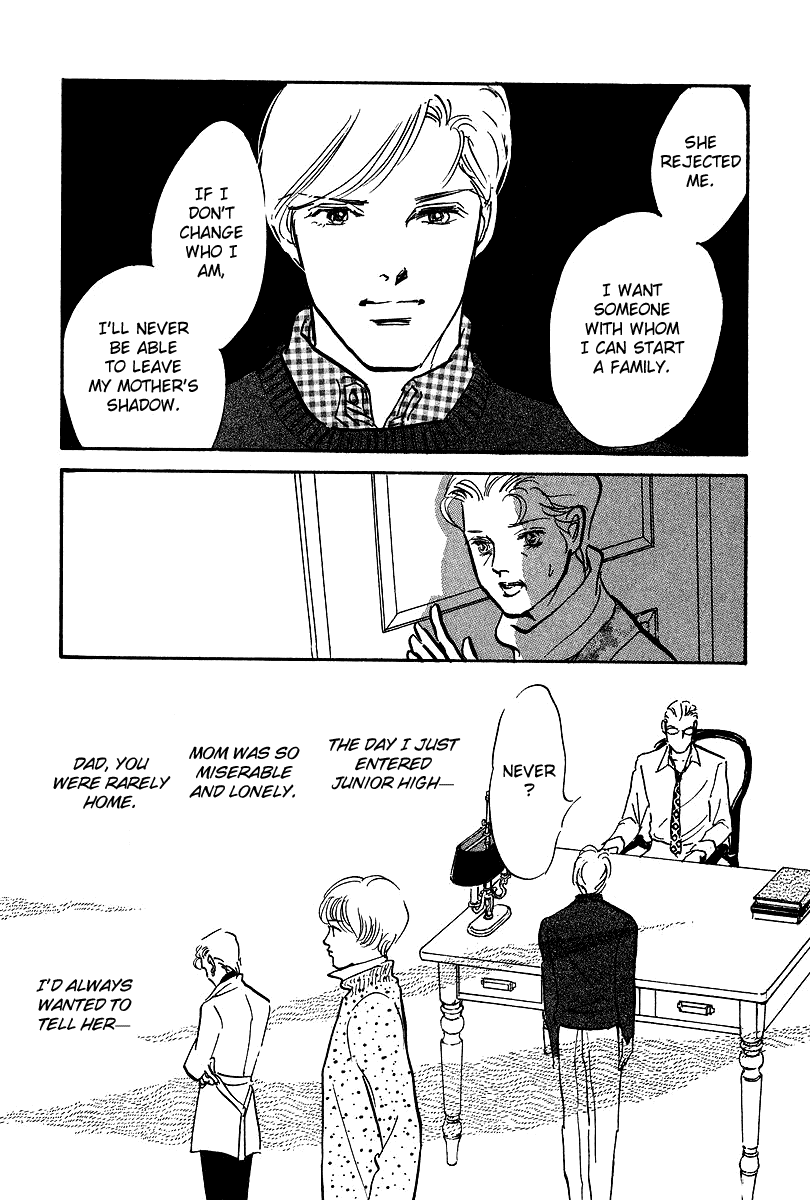 SHE
REJECTED
ME.
I WANT
SOMEONE
WITH WHOM
I CAN START
A FAMILY.
IF I
DON'T
CHANGE
WHO I
AM,
I'LL NEVER
BE ABLE
TO LEAVE
MY MOTHER'S
SHADOW.
NEVER
?
THE DAY I JUST
ENTERED
JUNIOR HIGH—
MOM WAS SO
MISERABLE
AND LONELY.
DAD, YOU
WERE RARELY
HOME.
I'D ALWAYS
WANTED TO
TELL HER—